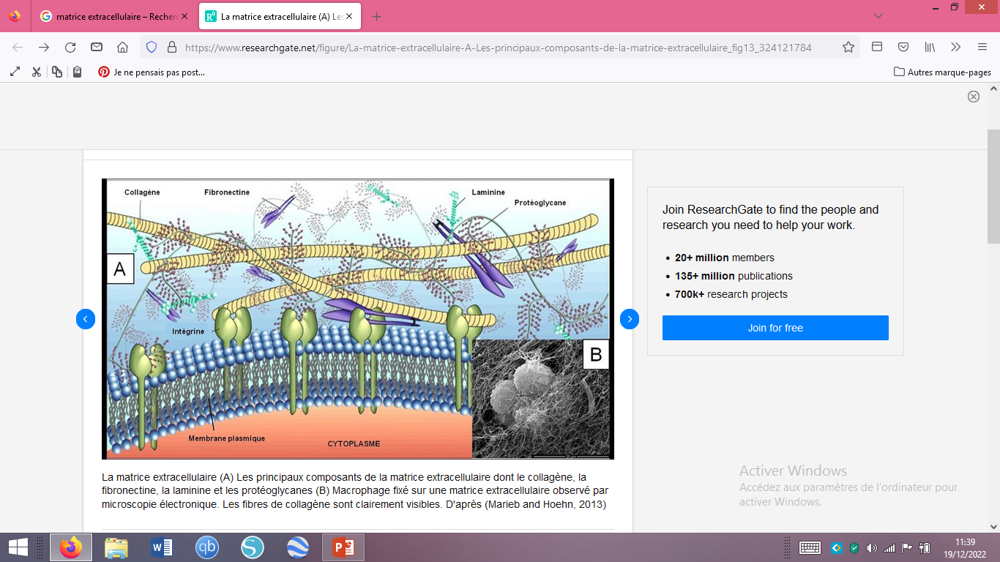 matrice extracellulaire – Recher
La matrice extracellulaire (A) Les
https://www.researchgate.net/figure/La-matrice-extracellulaire-A-Les-principaux-composants-de-la-matrice-extracellulaire_fig13_324121784
Je ne pensais pas post...
Autres marque-pages
Collagène
Fibronectine
Laminine
Protéoglycane
A
Intégrine
A
B
Membrane plasmique
CYTOPLASME
La matrice extracellulaire (A) Les principaux composants de la matrice extracellulaire dont le collagène, la
fibronectine, la laminine et les protéoglycanes (B) Macrophage fixé sur une matrice extracellulaire observé par
microscopie électronique. Les fibres de collagène sont clairement visibles. D'après (Marieb and Hoehn, 2013)
Join ResearchGate to find the people and
research you need to help your work.
20+ million members
135+ million publications
700k+ research projects
Join for free
Activer Windows
Accédez aux paramètres de l'ordinateur pour
activer Windows.
11:39
19/12/2022